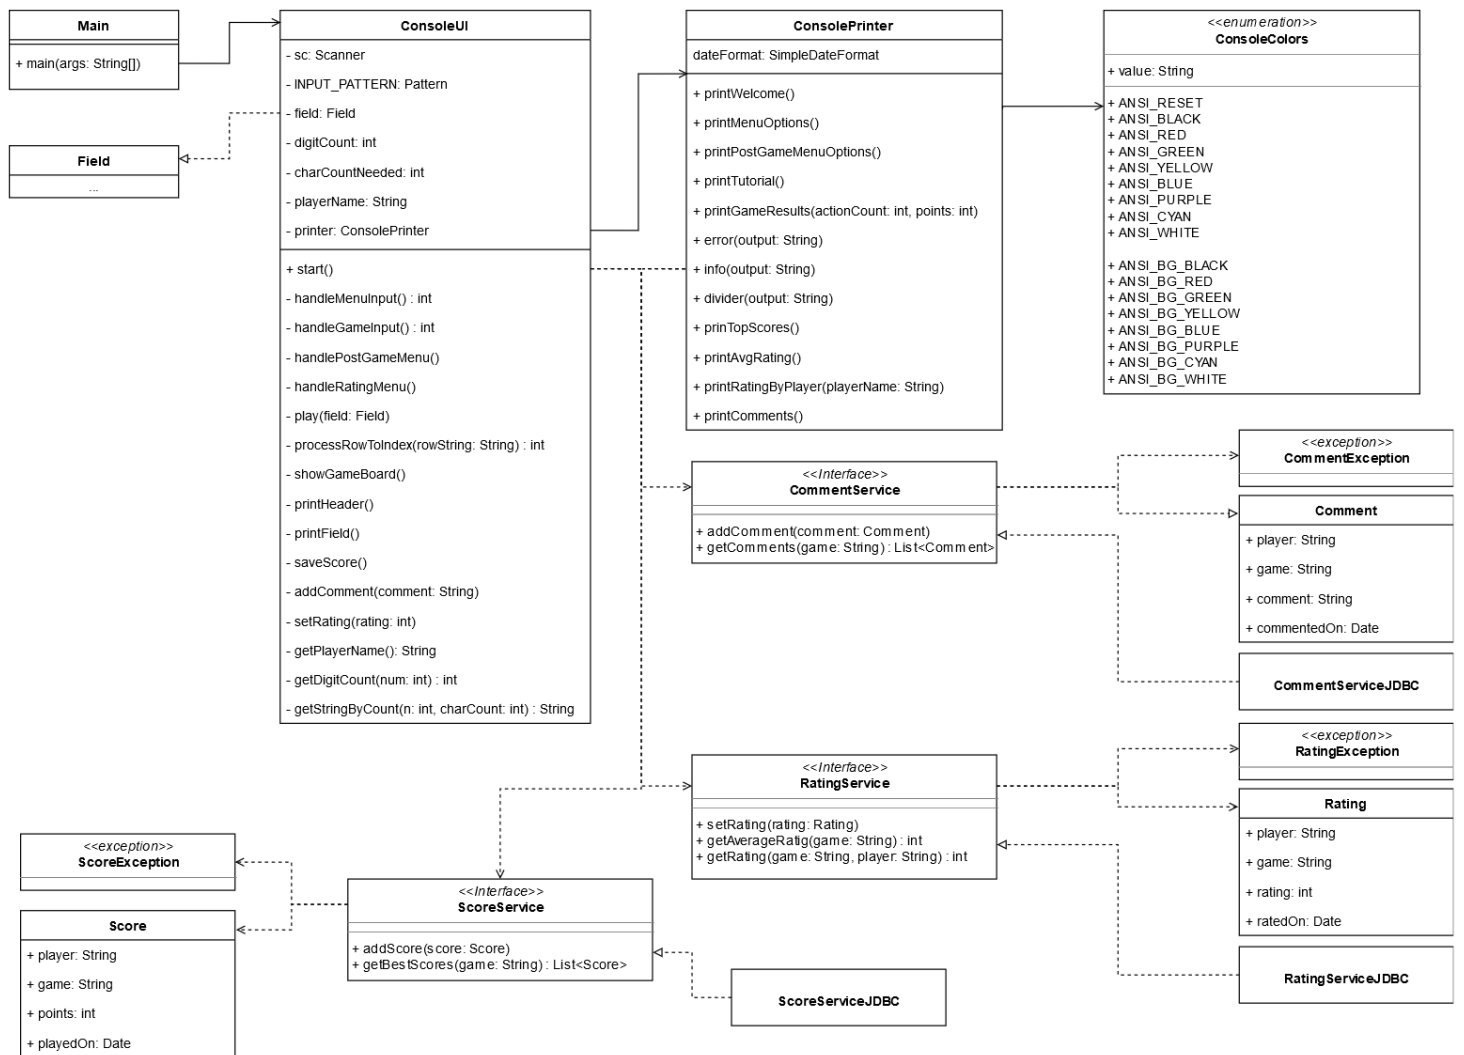 Main
+ main(args: String[])
Field
...
ConsoleUI
- sc: Scanner
- INPUT_PATTERN: Pattern
- field: Field
- digitCount: int
- charCountNeeded: int
- playerName: String
- printer: ConsolePrinter
+ start()
- handleMenuInput() : int
- handleGameInput() : int
- handlePostGameMenu()
- handleRatingMenu()
- play(field: Field)
- processRowToIndex(rowString: String) : int
- showGameBoard()
- printHeader()
- printField()
- saveScore()
- addComment(comment: String)
- setRating(rating: int)
- getPlayerName(): String
- getDigitCount(num: int) : int
- getStringByCount(n: int, charCount: int) : String
ConsolePrinter
dateFormat: SimpleDateFormat
+ printWelcome()
+ printMenuOptions()
+ printPostGameMenuOptions()
+ printTutorial()
+ printGameResults(actionCount: int, points: int)
+ error(output: String)
+ info(output: String)
+ divider(output: String)
+ prinTopScores()
+ printAvgRating()
+ printRatingByPlayer(playerName: String)
+ printComments()
<<enumeration>>
ConsoleColors
+ value: String
+ ANSI_RESET
+ ANSI_BLACK
+ ANSI_RED
+ ANSI_GREEN
+ ANSI_YELLOW
+ ANSI_BLUE
+ ANSI_PURPLE
+ ANSI_CYAN
+ ANSI_WHITE
+ ANSI_BG_BLACK
+ ANSI_BG_RED
+ ANSI_BG_GREEN
+ ANSI_BG_YELLOW
+ ANSI_BG_BLUE
+ ANSI_BG_PURPLE
+ ANSI_BG_CYAN
+ ANSI_BG_WHITE
<<Interface>>
CommentService
+ addComment(comment: Comment)
+ getComments(game: String) : List<Comment>
<<exception>>
CommentException
Comment
+ player: String
+ game: String
+ comment: String
+ commentedOn: Date
CommentServiceJDBC
<<Interface>>
RatingService
+ setRating(rating: Rating)
+ getAverageRatig(game: String) : int
+ getRating(game: String, player: String) : int
<<exception>>
RatingException
Rating
+ player: String
+ game: String
+ rating: int
+ ratedOn: Date
RatingServiceJDBC
<<exception>>
ScoreException
Score
+ player: String
+ game: String
+ points: int
+ playedOn: Date
<<Interface>>
ScoreService
+ addScore(score: Score)
+ getBestScores(game: String) : List<Score>
ScoreServiceJDBC